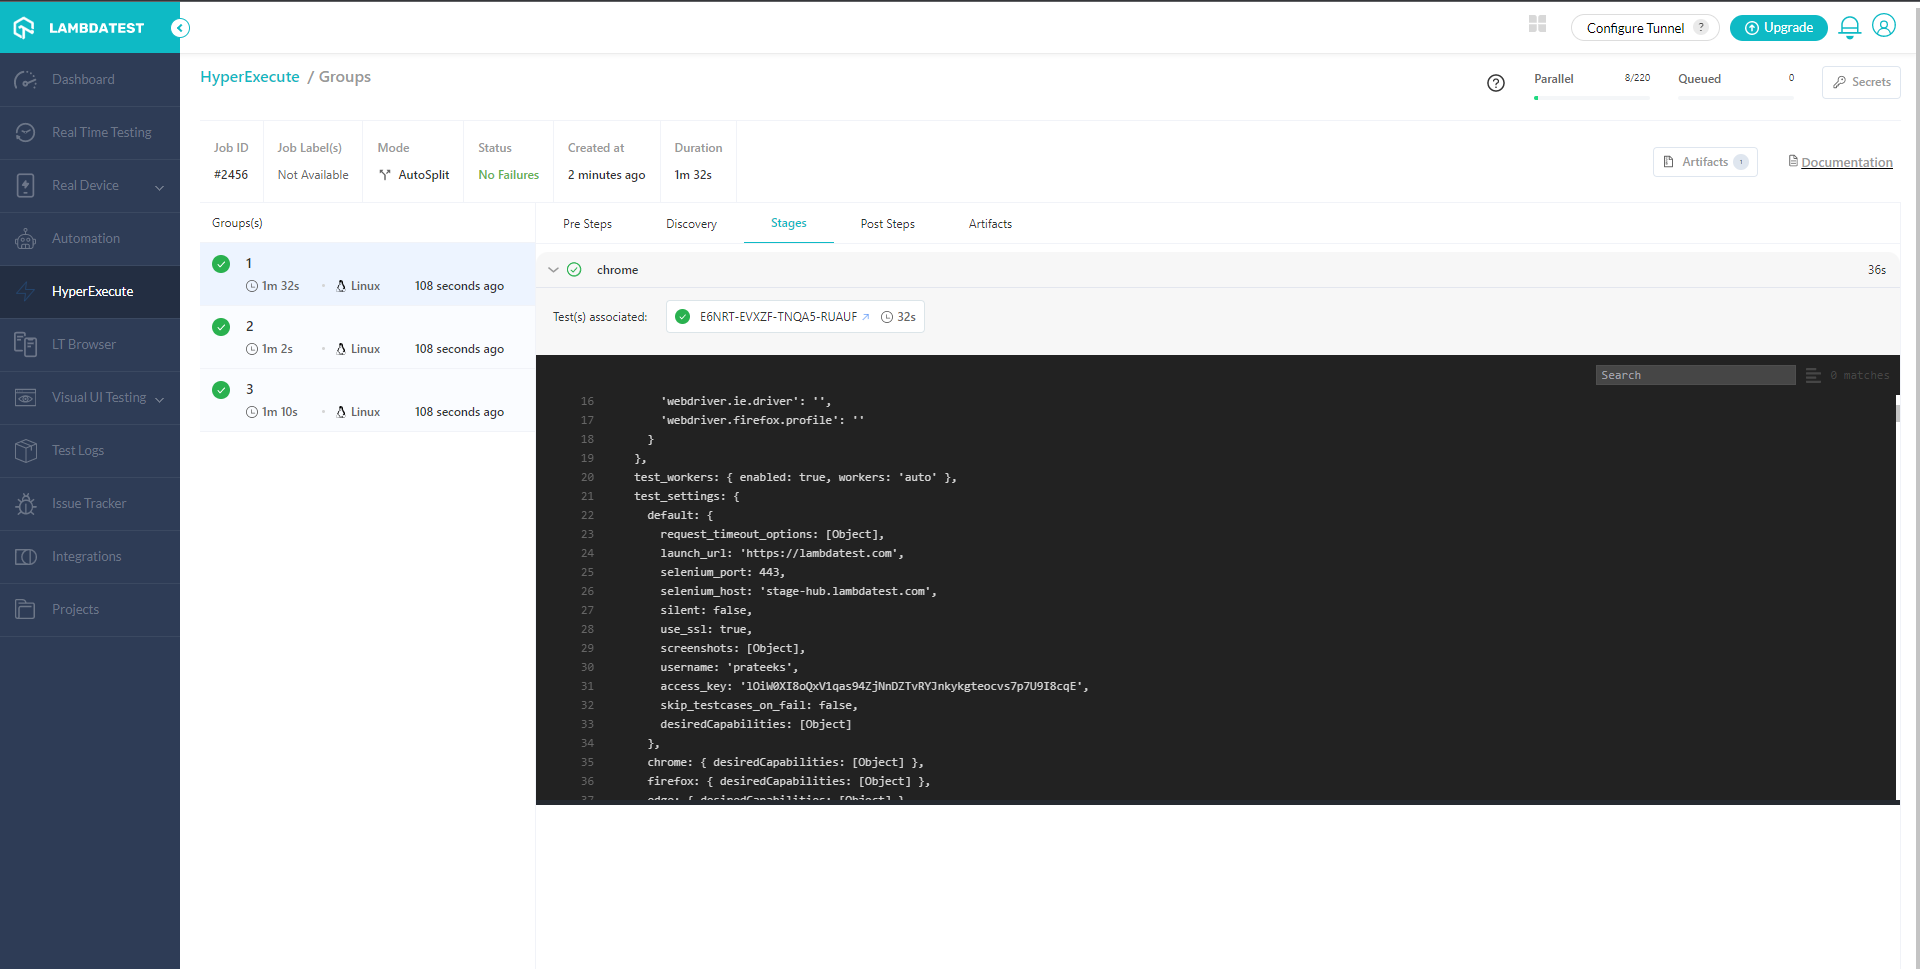 LAMBDATEST
Configure Tunnel ?
Upgrade
Dashboard
Real Time Testing
Real Device
Automation
HyperExecute
LT Browser
Visual UI Testing
Test Logs
Issue Tracker
Integrations
Projects
HyperExecute / Groups
?
Parallel 8/220
Queued 0
Secrets
Job ID
#2456
Job Label(s)
Not Available
Mode
AutoSplit
Status
No Failures
Created at
2 minutes ago
Duration
1m 32s
Artifacts 1
Documentation
Groups(s)
1
1m 32s Linux 108 seconds ago
2
1m 2s Linux 108 seconds ago
3
1m 10s Linux 108 seconds ago
Pre Steps Discovery Stages Post Steps Artifacts
chrome 36s
Test(s) associated: E6NRT-EVXZF-TNQA5-RUAUF 32s
Search 0 matches
16 'webdriver.ie.driver': '',
17 'webdriver.firefox.profile': ''
18 }
19 },
20 test_workers: { enabled: true, workers: 'auto' },
21 test_settings: {
22 default: {
23 request_timeout_options: [Object],
24 launch_url: 'https://lambdatest.com',
25 selenium_port: 443,
26 selenium_host: 'stage-hub.lambdatest.com',
27 silent: false,
28 use_ssl: true,
29 screenshots: [Object],
30 username: 'prateeks',
31 access_key: 'lOiW0XI8oQxV1qas94ZjNnDZTvRYJnkykgteocvs7p7U9I8cqE',
32 skip_testcases_on_fail: false,
33 desiredCapabilities: [Object]
34 },
35 chrome: { desiredCapabilities: [Object] },
36 firefox: { desiredCapabilities: [Object] },
37 edge: { desiredCapabilities: [Object] }